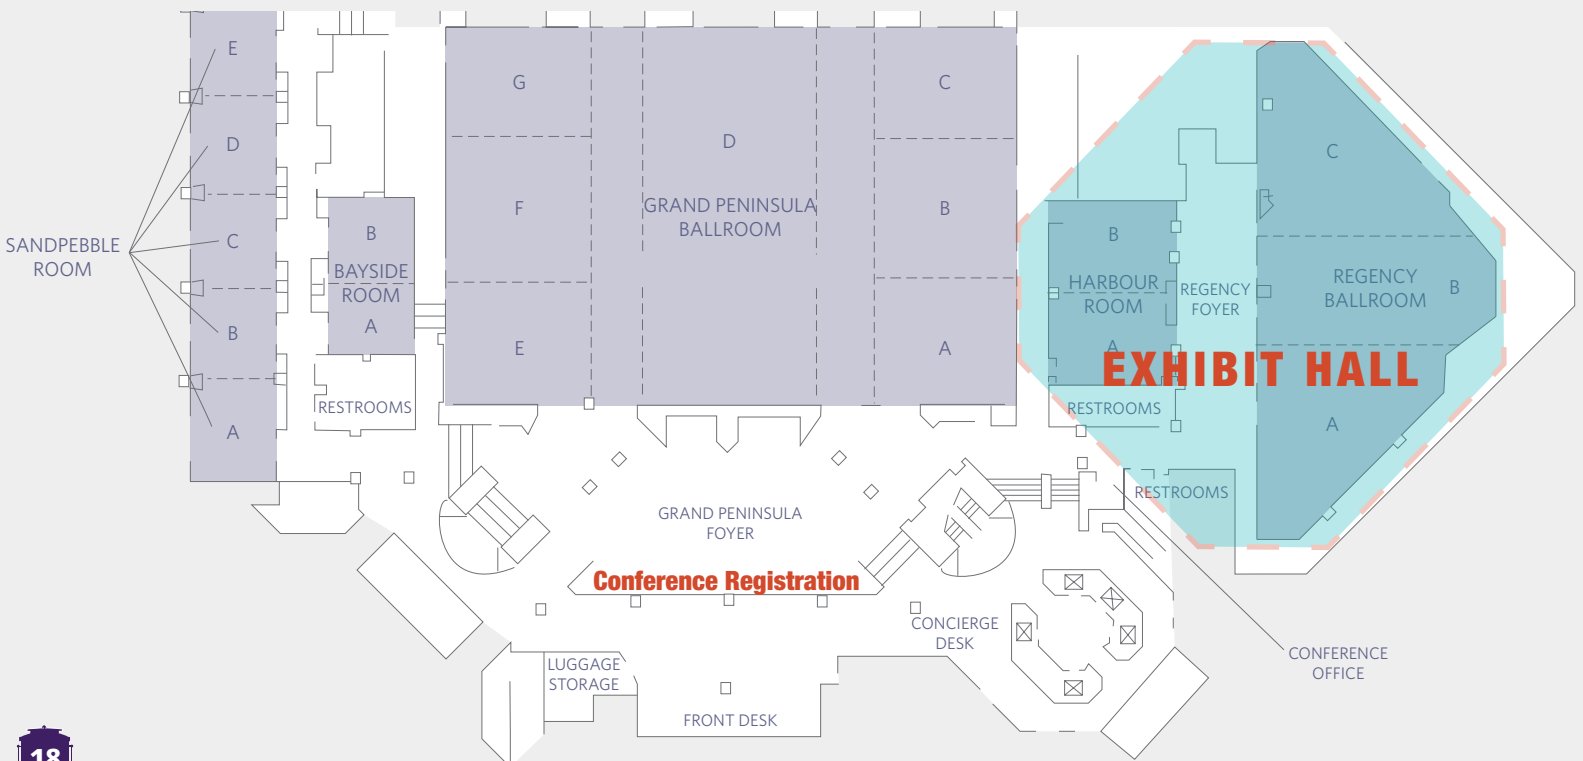 E
G
C
D
D
C
SANDPEBBLE
ROOM
C
B
BAYSIDE
ROOM
A
B
A
F
E
GRAND PENINSULA
BALLROOM
B
A
B
HARBOUR
ROOM
A
REGENCY
FOYER
REGENCY
BALLROOM
B
EXHIBIT HALL
A
RESTROOMS
RESTROOMS
RESTROOMS
GRAND PENINSULA
FOYER
Conference Registration
CONCIERGE
DESK
CONFERENCE
OFFICE
LUGGAGE
STORAGE
FRONT DESK
18